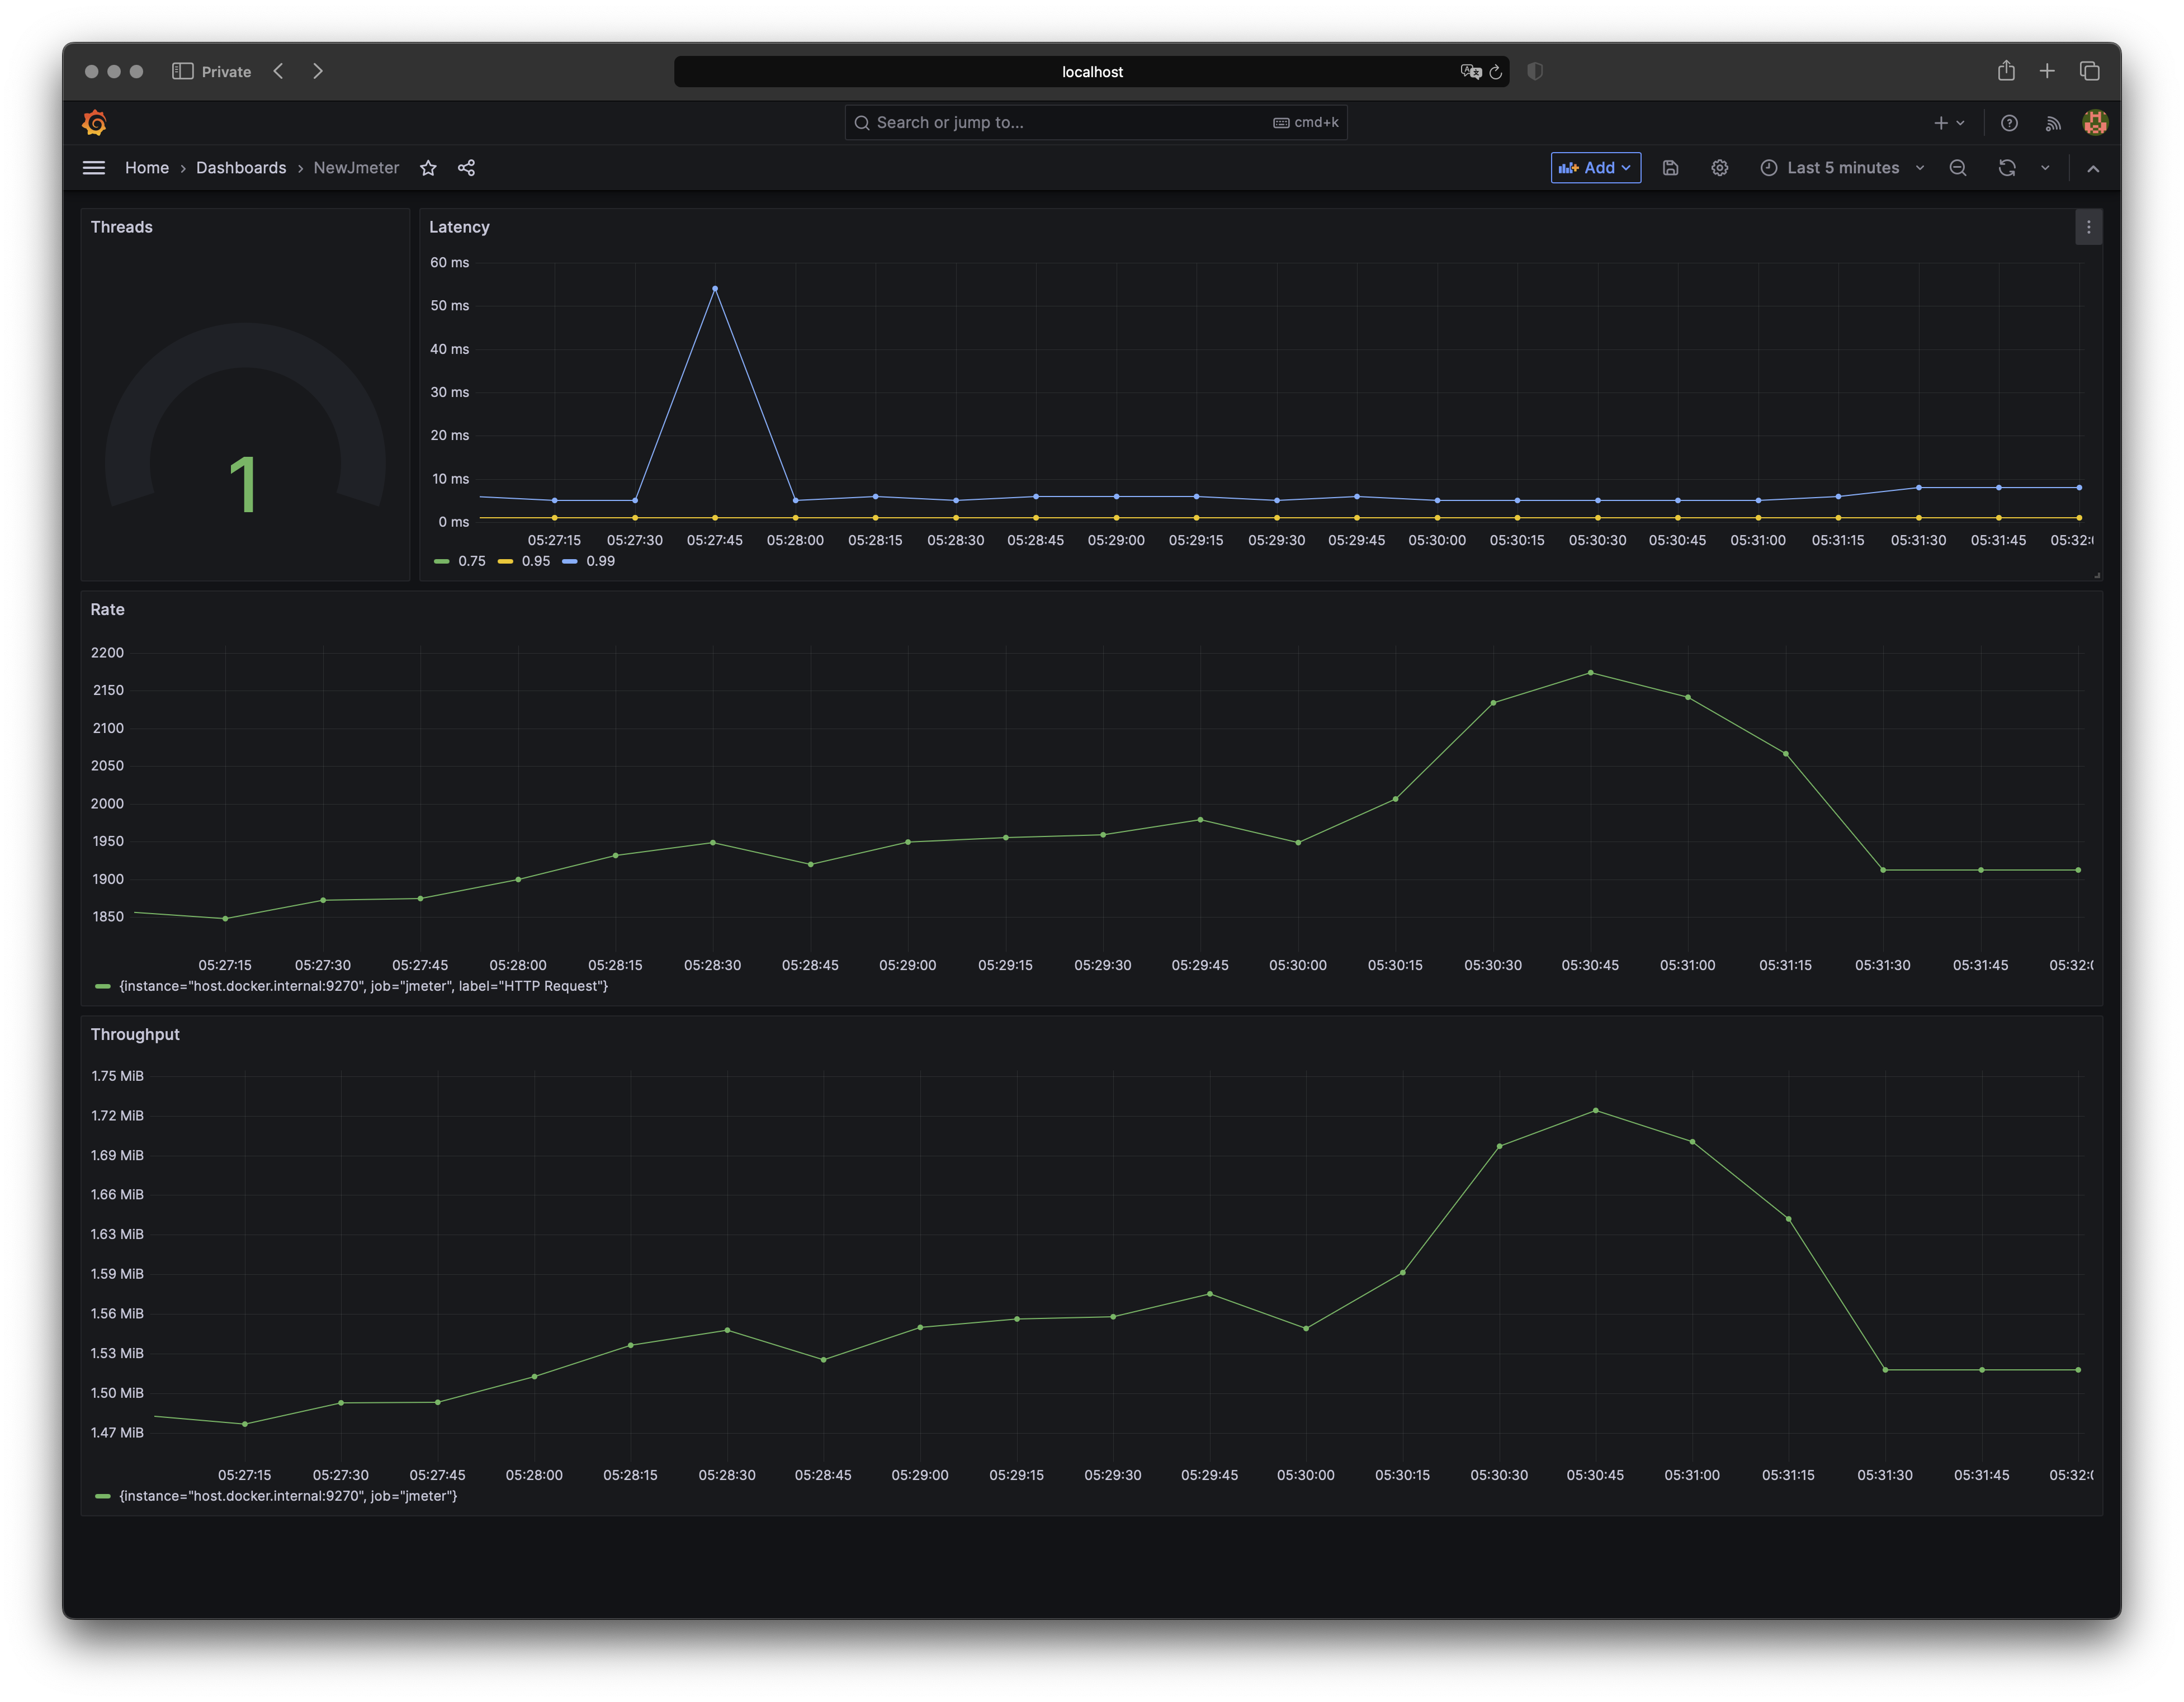 Private
localhost
Search or jump to...
cmd+k
Home › Dashboards › NewJmeter
Add
Last 5 minutes
Threads
1
Latency
60 ms
50 ms
40 ms
30 ms
20 ms
10 ms
0 ms
05:27:15 05:27:30 05:27:45 05:28:00 05:28:15 05:28:30 05:28:45 05:29:00 05:29:15 05:29:30 05:29:45 05:30:00 05:30:15 05:30:30 05:30:45 05:31:00 05:31:15 05:31:30 05:31:45 05:32:
0.75 0.95 0.99
Rate
2200
2150
2100
2050
2000
1950
1900
1850
05:27:15 05:27:30 05:27:45 05:28:00 05:28:15 05:28:30 05:28:45 05:29:00 05:29:15 05:29:30 05:29:45 05:30:00 05:30:15 05:30:30 05:30:45 05:31:00 05:31:15 05:31:30 05:31:45 05:32:
{instance="host.docker.internal:9270", job="jmeter", label="HTTP Request"}
Throughput
1.75 MiB
1.72 MiB
1.69 MiB
1.66 MiB
1.63 MiB
1.59 MiB
1.56 MiB
1.53 MiB
1.50 MiB
1.47 MiB
05:27:15 05:27:30 05:27:45 05:28:00 05:28:15 05:28:30 05:28:45 05:29:00 05:29:15 05:29:30 05:29:45 05:30:00 05:30:15 05:30:30 05:30:45 05:31:00 05:31:15 05:31:30 05:31:45 05:32:
{instance="host.docker.internal:9270", job="jmeter"}